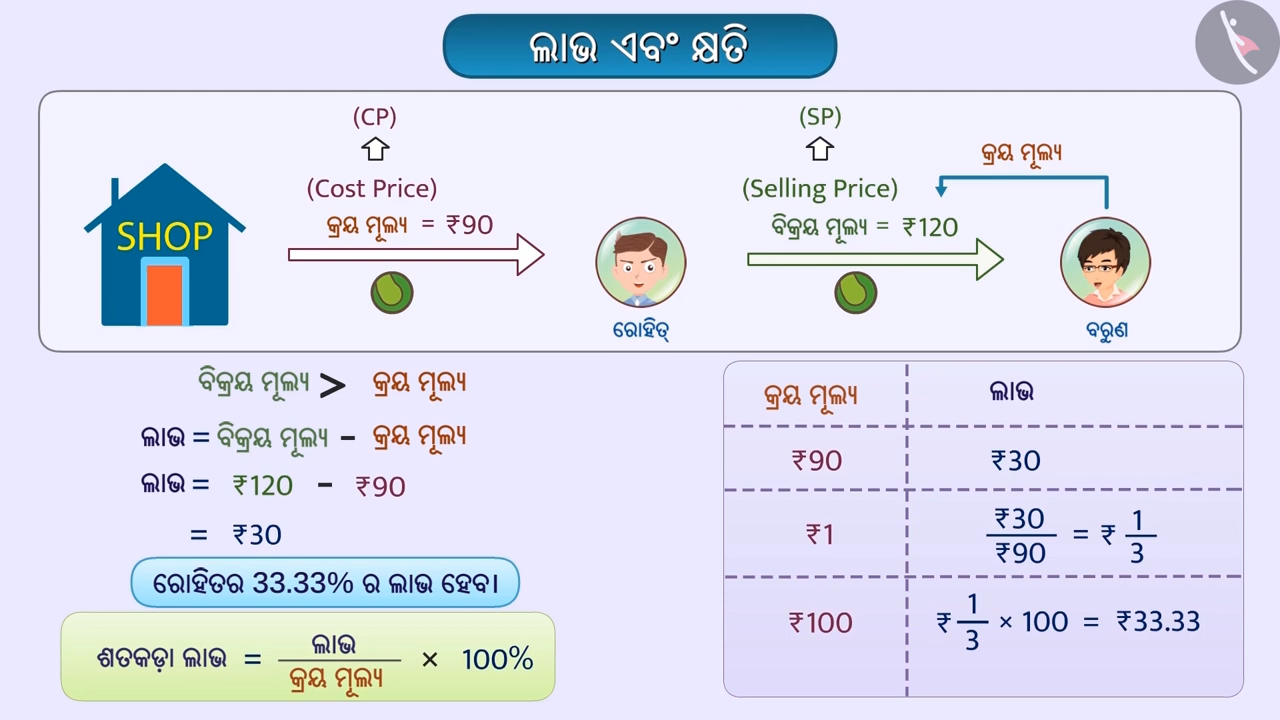 ଲାଭ ଏବଂ କ୍ଷତି
(CP)
(Cost Price)
କ୍ରୟ ମୂଲ୍ୟ = ₹90
SHOP
ରୋହିତ୍
(SP)
(Selling Price)
ବିକ୍ରୟ ମୂଲ୍ୟ = ₹120
କ୍ରୟ ମୂଲ୍ୟ
ବରୁଣ
ବିକ୍ରୟ ମୂଲ୍ୟ > କ୍ରୟ ମୂଲ୍ୟ
ଲାଭ = ବିକ୍ରୟ ମୂଲ୍ୟ - କ୍ରୟ ମୂଲ୍ୟ
ଲାଭ = ₹120 - ₹90
= ₹30
ରୋହିତର 33.33% ର ଲାଭ ହେବ।
ଶତକଡ଼ା ଲାଭ = ଲାଭ / କ୍ରୟ ମୂଲ୍ୟ × 100%
କ୍ରୟ ମୂଲ୍ୟ ଲାଭ
₹90 ₹30
₹1 ₹30/₹90 = ₹ 1/3
₹100 ₹ 1/3 × 100 = ₹33.33